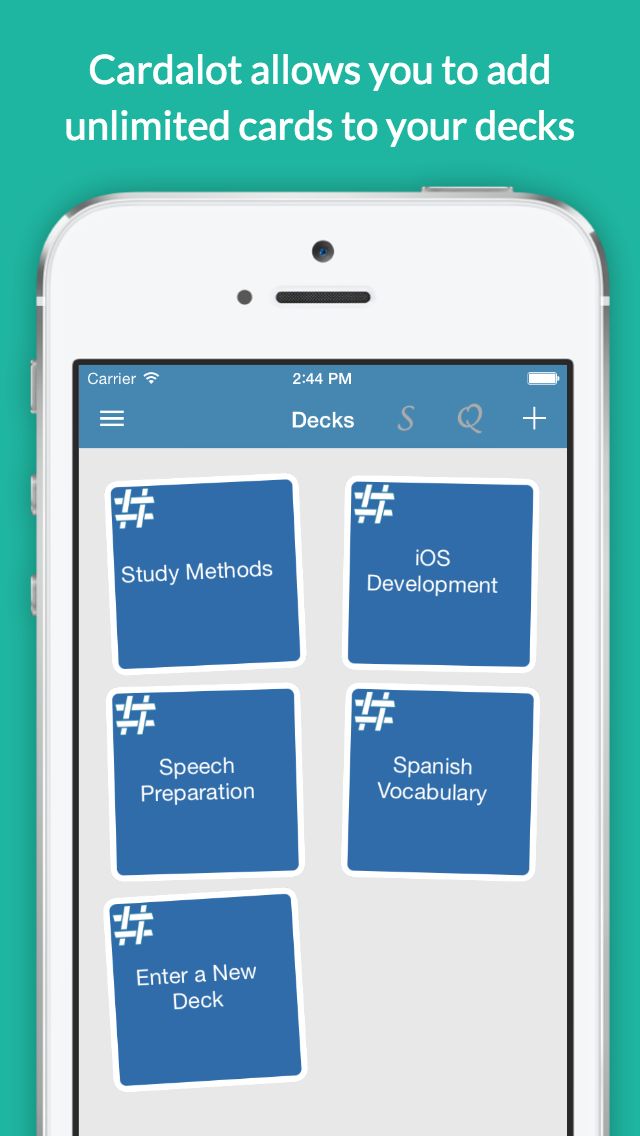 Cardalot allows you to add
unlimited cards to your decks
Carrier 2:44 PM
Decks S Q +
#
Study Methods
#
iOS
Development
#
Speech
Preparation
#
Spanish
Vocabulary
#
Enter a New
Deck